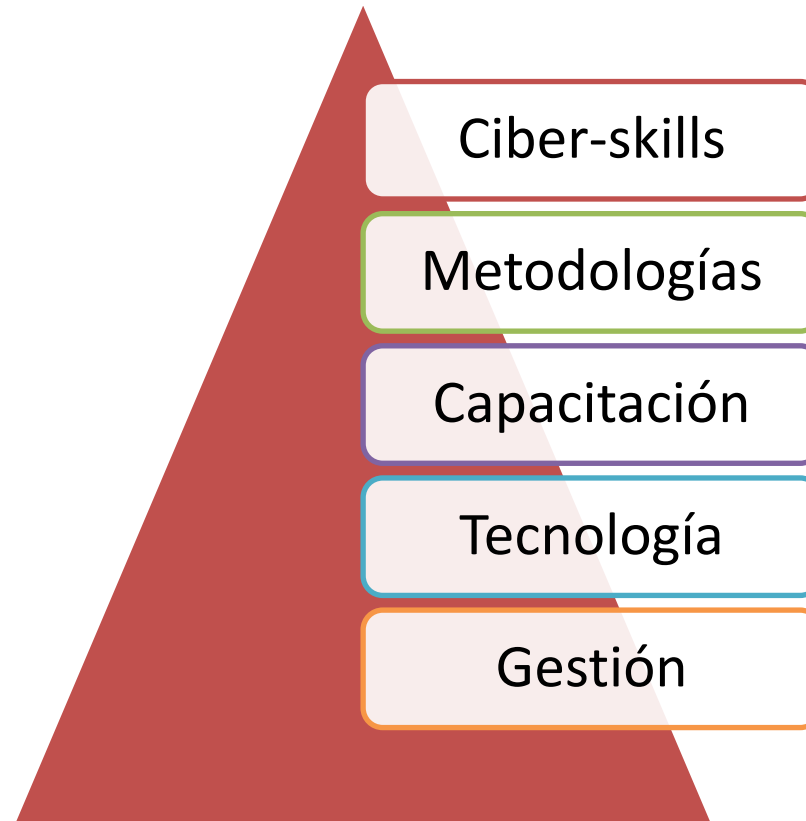 Ciber-skills
Metodologías
Capacitación
Tecnología
Gestión